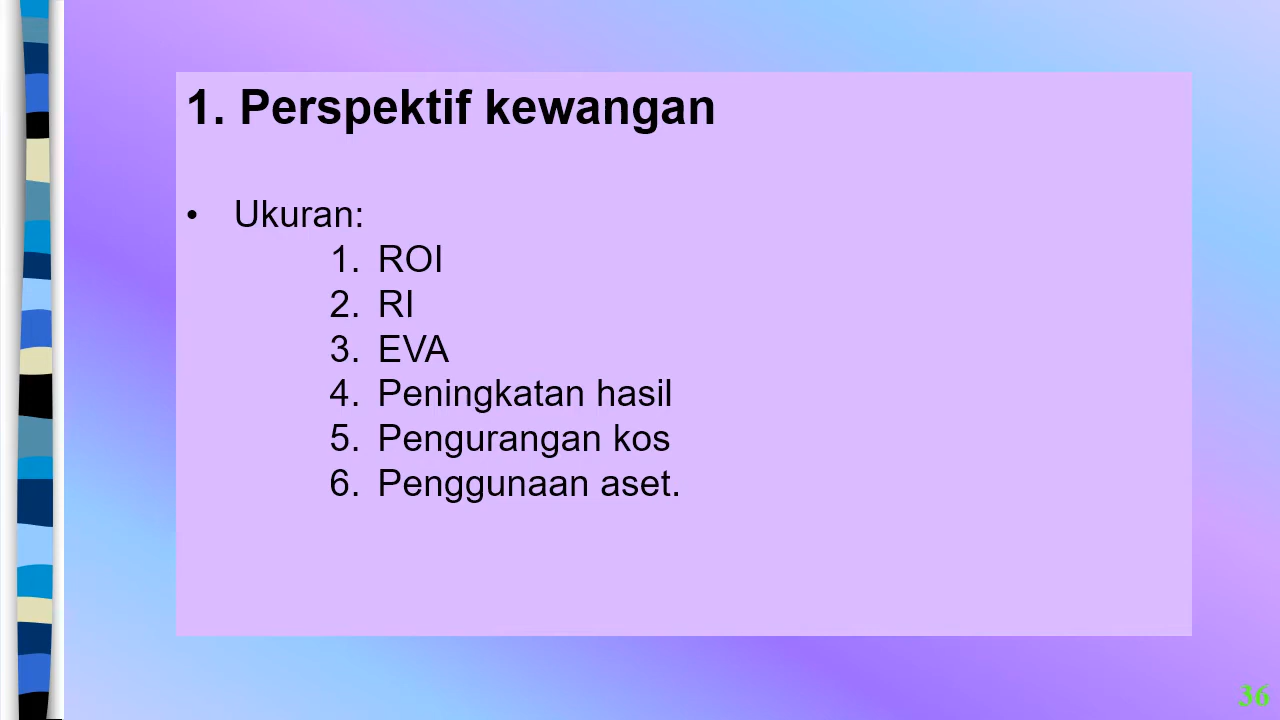 1. Perspektif kewangan
• Ukuran:
1. ROI
2. RI
3. EVA
4. Peningkatan hasil
5. Pengurangan kos
6. Penggunaan aset.
36